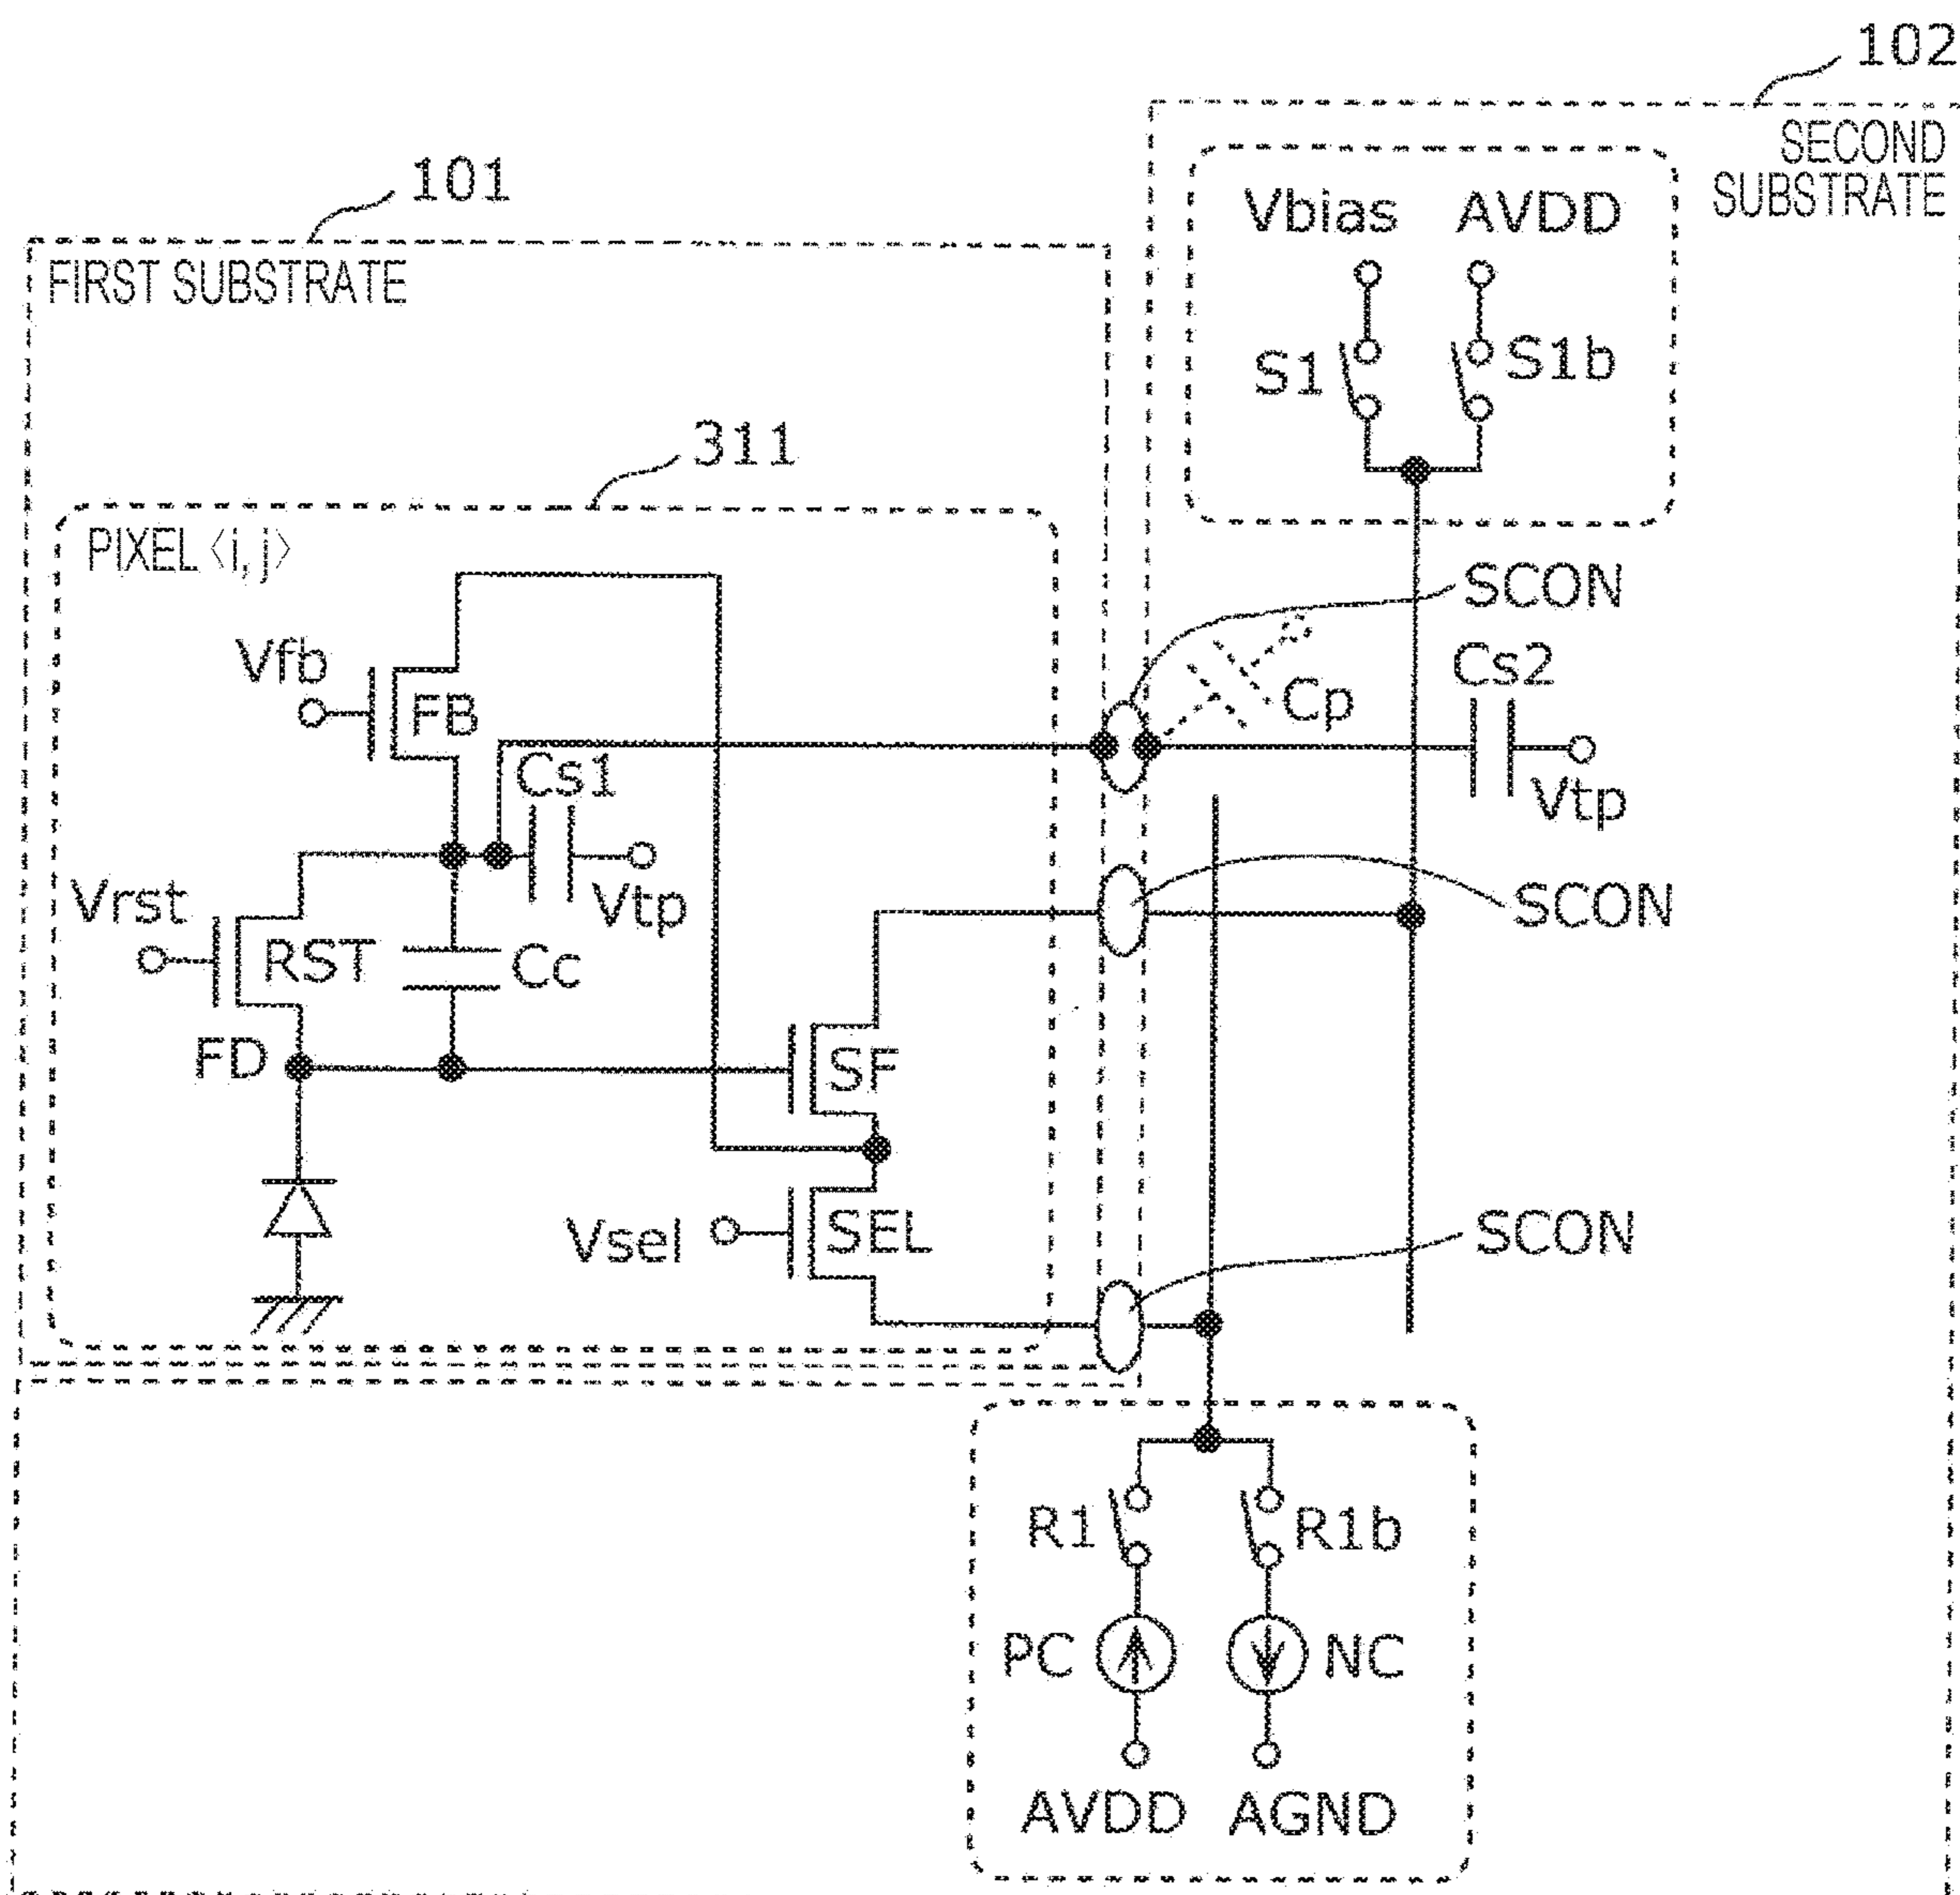 102
SECOND
SUBSTRATE
101
FIRST SUBSTRATE
Vbias
AVDD
S1
S1b
311
PIXEL <i, j>
SCON
Vfb
FB
Cs1
Cp
Cs2
Vtp
Vtp
Vrst
RST
Cc
SCON
FD
SF
Vsel
SEL
SCON
R1
R1b
PC
NC
AVDD
AGND